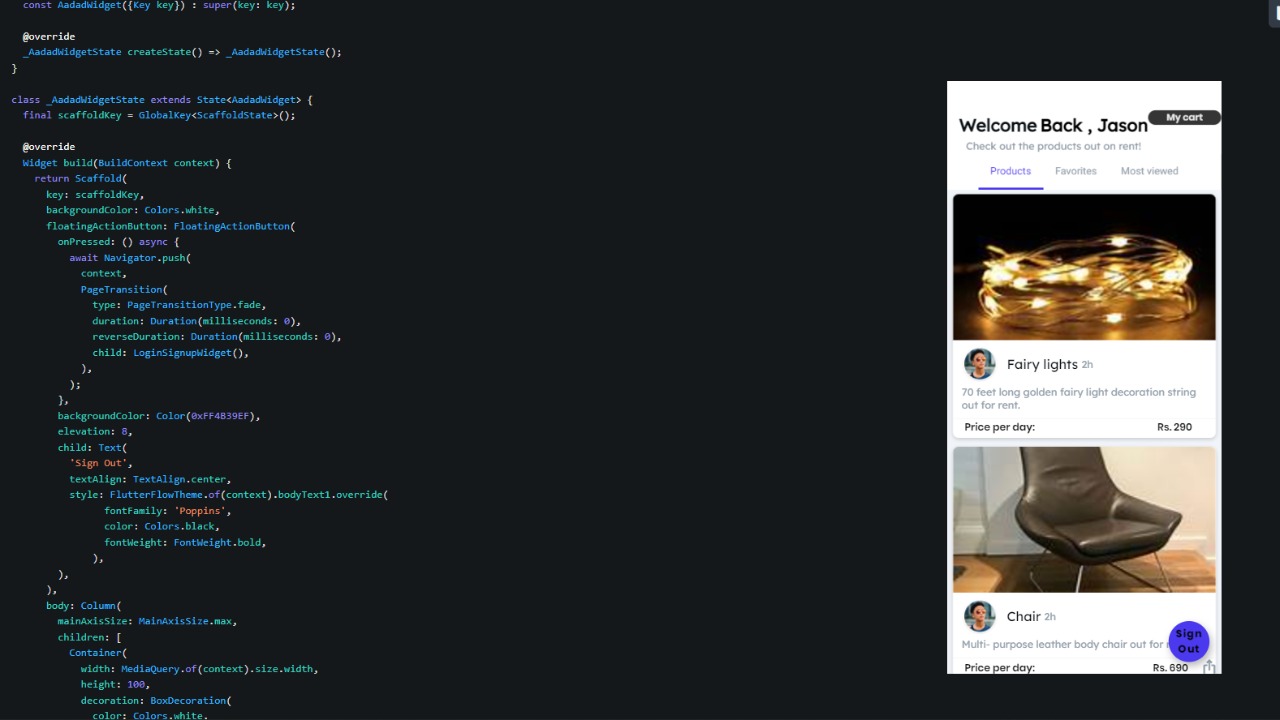 const AadadWidget({Key key}) : super(key: key);
@override
_AadadWidgetState createState() => _AadadWidgetState();
}
class _AadadWidgetState extends State<AadadWidget> {
final scaffoldKey = GlobalKey<ScaffoldState>();
@override
Widget build(BuildContext context) {
return Scaffold(
key: scaffoldKey,
backgroundColor: Colors.white,
floatingActionButton: FloatingActionButton(
onPressed: () async {
await Navigator.push(
context,
PageTransition(
type: PageTransitionType.fade,
duration: Duration(milliseconds: 0),
reverseDuration: Duration(milliseconds: 0),
child: LoginSignupWidget(),
),
);
},
backgroundColor: Color(0xFF4B39EF),
elevation: 8,
child: Text(
'Sign Out',
textAlign: TextAlign.center,
style: FlutterFlowTheme.of(context).bodyText1.override(
fontFamily: 'Poppins',
color: Colors.black,
fontWeight: FontWeight.bold,
),
),
),
body: Column(
mainAxisSize: MainAxisSize.max,
children: [
Container(
width: MediaQuery.of(context).size.width,
height: 100,
decoration: BoxDecoration(
color: Colors.white,
My cart
Welcome Back , Jason
Check out the products out on rent!
Products Favorites Most viewed
Fairy lights 2h
70 feet long golden fairy light decoration string
out for rent.
Price per day: Rs. 290
Chair 2h
Multi- purpose leather body chair out for
Sign
Out
Price per day: Rs. 690